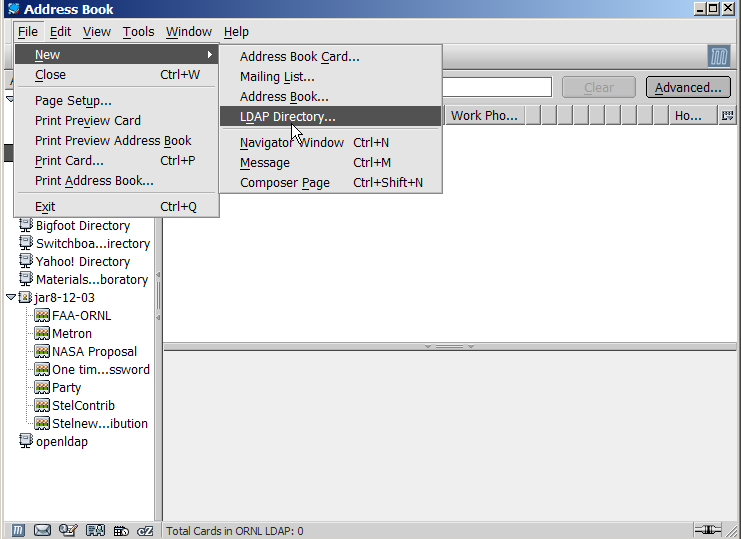 Address Book
File Edit View Tools Window Help
New
Close Ctrl+W
Page Setup...
Print Preview Card
Print Preview Address Book
Print Card... Ctrl+P
Print Address Book...
Exit Ctrl+Q
Address Book Card...
Mailing List...
Address Book...
LDAP Directory...
Navigator Window Ctrl+N
Message Ctrl+M
Composer Page Ctrl+Shift+N
Clear Advanced...
Work Pho... Ho...
Bigfoot Directory
Switchboa...irectory
Yahoo! Directory
Materials...boratory
jar8-12-03
FAA-ORNL
Metron
NASA Proposal
One tim...ssword
Party
StelContrib
Stelnew...ibution
openldap
Total Cards in ORNL LDAP: 0